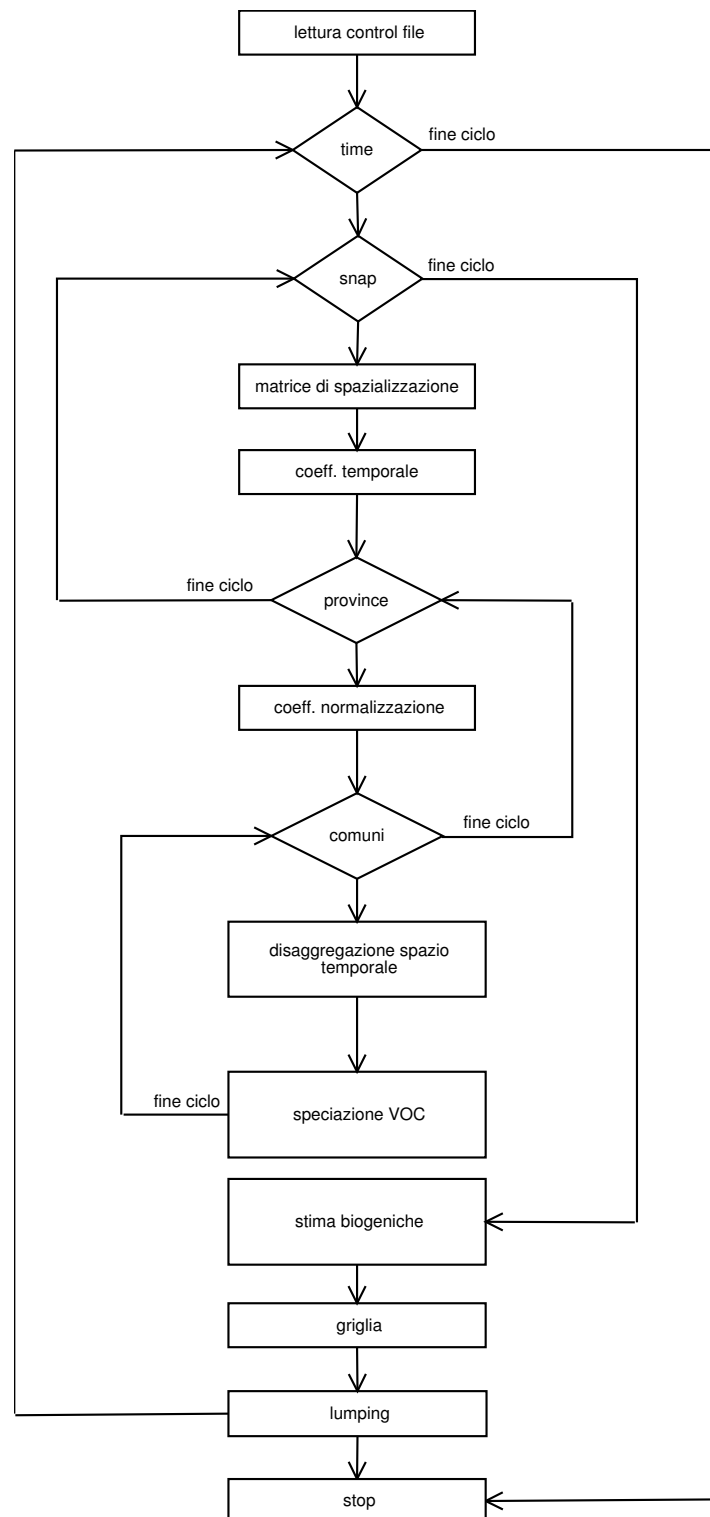 lettura control file
time
fine ciclo
snap
fine ciclo
matrice di spazializzazione
coeff. temporale
fine ciclo
province
coeff. normalizzazione
comuni
fine ciclo
disaggregazione spazio
temporale
fine ciclo
speciazione VOC
stima biogeniche
griglia
lumping
stop